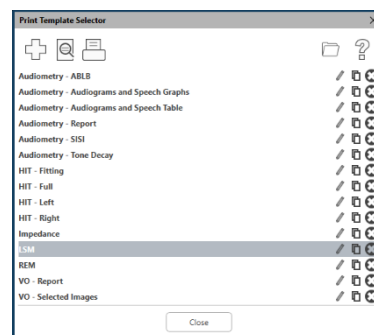 Print Template Selector
Audiometry - ABLB
Audiometry - Audiograms and Speech Graphs
Audiometry - Audiograms and Speech Table
Audiometry - Report
Audiometry - SISI
Audiometry - Tone Decay
HIT - Fitting
HIT - Full
HIT - Left
HIT - Right
Impedance
LSM
REM
VO - Report
VO - Selected Images
Close